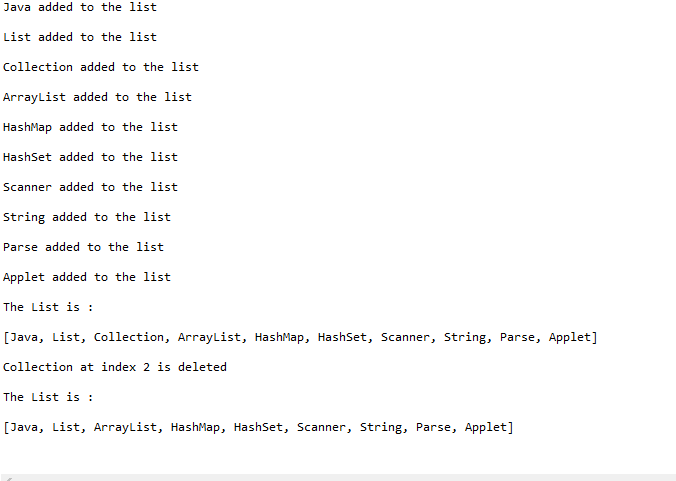 Java added to the list
List added to the list
Collection added to the list
ArrayList added to the list
HashMap added to the list
HashSet added to the list
Scanner added to the list
String added to the list
Parse added to the list
Applet added to the list
The List is :
[Java, List, Collection, ArrayList, HashMap, HashSet, Scanner, String, Parse, Applet]
Collection at index 2 is deleted
The List is :
[Java, List, ArrayList, HashMap, HashSet, Scanner, String, Parse, Applet]